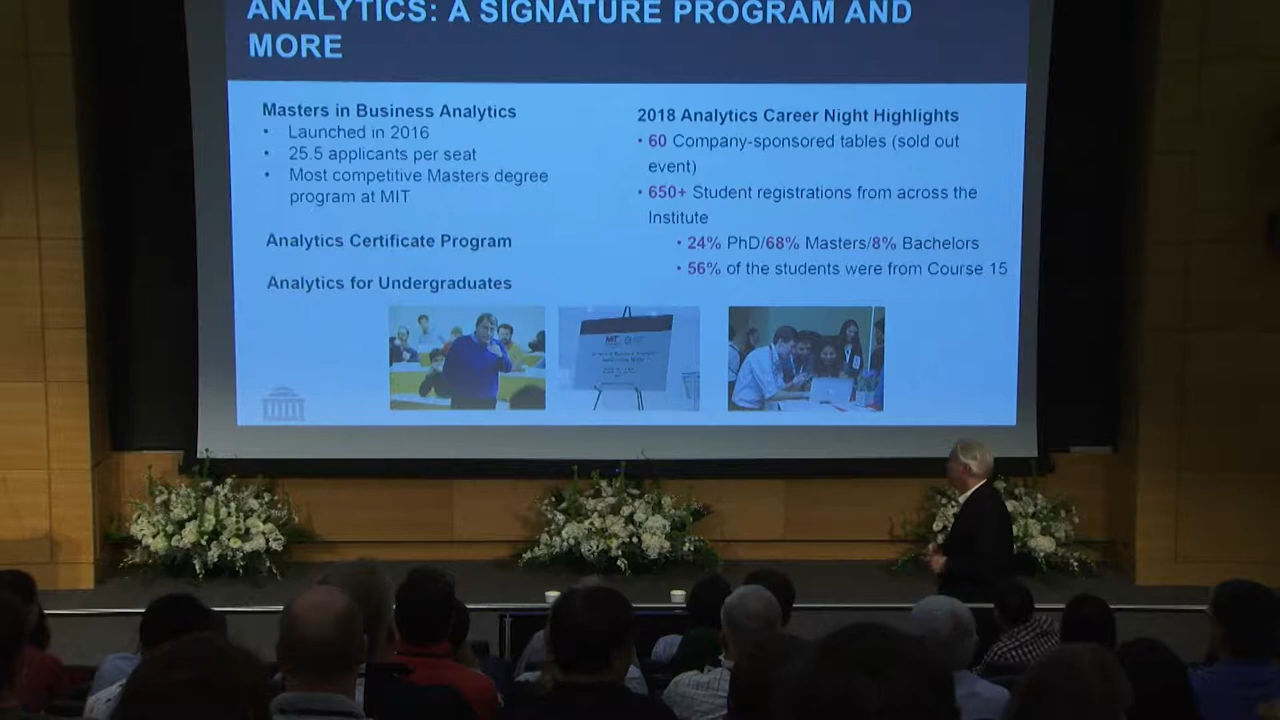 ANALYTICS: A SIGNATURE PROGRAM AND
MORE
Masters in Business Analytics
• Launched in 2016
• 25.5 applicants per seat
• Most competitive Masters degree
program at MIT
Analytics Certificate Program
Analytics for Undergraduates
2018 Analytics Career Night Highlights
• 60 Company-sponsored tables (sold out
event)
• 650+ Student registrations from across the
Institute
• 24% PhD/68% Masters/8% Bachelors
• 56% of the students were from Course 15
MIT